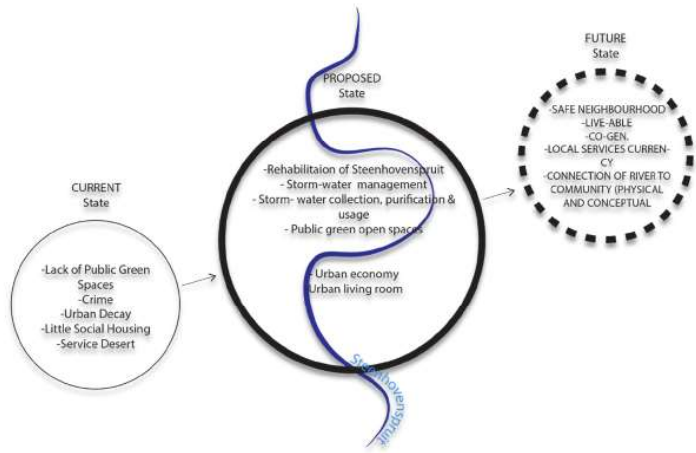 CURRENT
State
-Lack of Public Green
Spaces
-Crime
-Urban Decay
-Little Social Housing
-Service Desert
PROPOSED
State
-Rehabilitaion of Steenhovenspruit
- Storm-water management
- Storm- water collection, purification &
usage
- Public green open spaces
- Urban economy
Urban living room
Steenhovenspruit
FUTURE
State
-SAFE NEIGHBOURHOOD
-LIVE-ABLE
-CO-GEN.
-LOCAL SERVICES CURREN-
CY
-CONNECTION OF RIVER TO
COMMUNITY (PHYSICAL
AND CONCEPTUAL